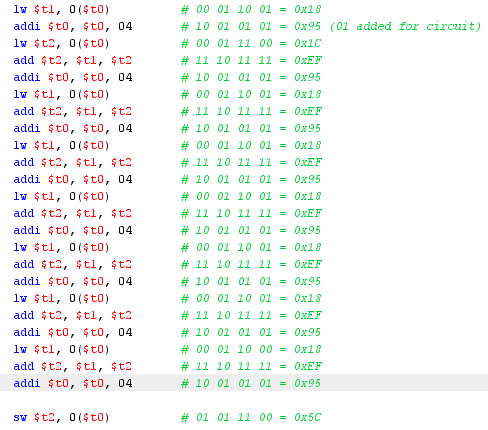 lw $t1, 0($t0) # 00 01 10 01 = 0x18
addi $t0, $t0, 04 # 10 01 01 01 = 0x95 (01 added for circuit)
lw $t2, 0($t0) # 00 01 11 00 = 0x1C
add $t2, $t1, $t2 # 11 10 11 11 = 0xEF
addi $t0, $t0, 04 # 10 01 01 01 = 0x95
lw $t1, 0($t0) # 00 01 10 01 = 0x18
add $t2, $t1, $t2 # 11 10 11 11 = 0xEF
addi $t0, $t0, 04 # 10 01 01 01 = 0x95
lw $t1, 0($t0) # 00 01 10 01 = 0x18
add $t2, $t1, $t2 # 11 10 11 11 = 0xEF
addi $t0, $t0, 04 # 10 01 01 01 = 0x95
lw $t1, 0($t0) # 00 01 10 01 = 0x18
add $t2, $t1, $t2 # 11 10 11 11 = 0xEF
addi $t0, $t0, 04 # 10 01 01 01 = 0x95
lw $t1, 0($t0) # 00 01 10 01 = 0x18
add $t2, $t1, $t2 # 11 10 11 11 = 0xEF
addi $t0, $t0, 04 # 10 01 01 01 = 0x95
lw $t1, 0($t0) # 00 01 10 01 = 0x18
add $t2, $t1, $t2 # 11 10 11 11 = 0xEF
addi $t0, $t0, 04 # 10 01 01 01 = 0x95
lw $t1, 0($t0) # 00 01 10 00 = 0x18
add $t2, $t1, $t2 # 11 10 11 11 = 0xEF
addi $t0, $t0, 04 # 10 01 01 01 = 0x95
sw $t2, 0($t0) # 01 01 11 00 = 0x5C